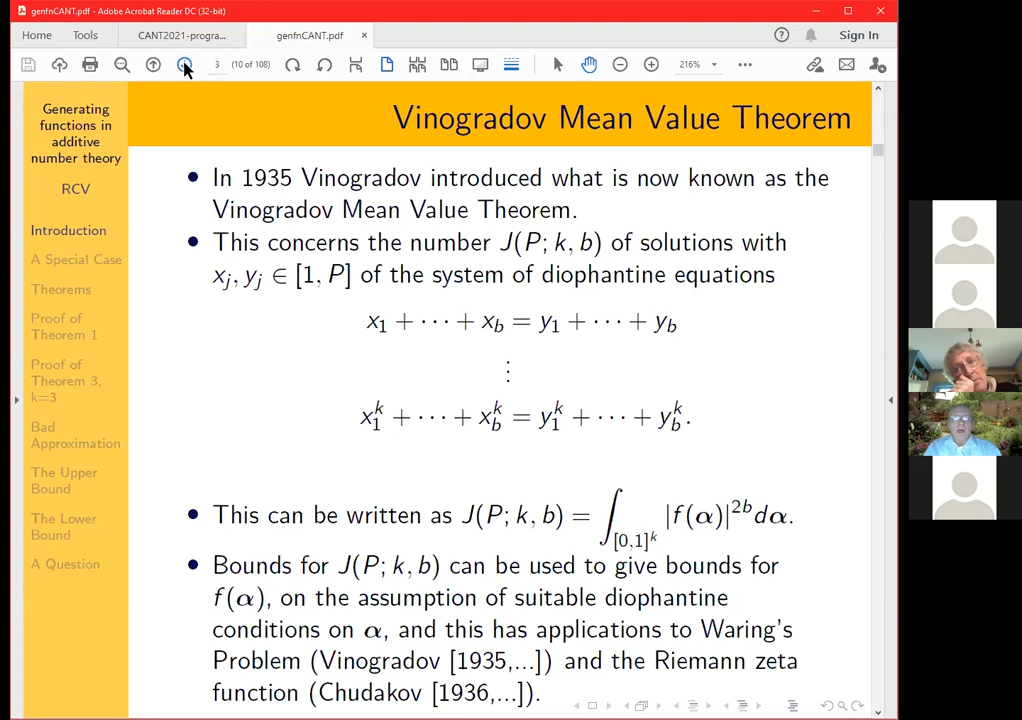 genfnCANT.pdf - Adobe Acrobat Reader DC (32-bit)
Home Tools CANT2021-progra... genfnCANT.pdf × Sign In
3 (10 of 108) 216%
Generating
functions in
additive
number theory
RCV
Introduction
A Special Case
Theorems
Proof of
Theorem 1
Proof of
Theorem 3,
k=3
Bad
Approximation
The Upper
Bound
The Lower
Bound
A Question
Vinogradov Mean Value Theorem
• In 1935 Vinogradov introduced what is now known as the
Vinogradov Mean Value Theorem.
• This concerns the number J(P; k, b) of solutions with
x_j, y_j ∈ [1, P] of the system of diophantine equations
x_1 + ··· + x_b = y_1 + ··· + y_b
⋮
x_1^k + ··· + x_b^k = y_1^k + ··· + y_b^k.
• This can be written as J(P; k, b) = ∫_{[0,1]^k} |f(α)|^{2b} dα.
• Bounds for J(P; k, b) can be used to give bounds for
f(α), on the assumption of suitable diophantine
conditions on α, and this has applications to Waring's
Problem (Vinogradov [1935,...]) and the Riemann zeta
function (Chudakov [1936,...]).